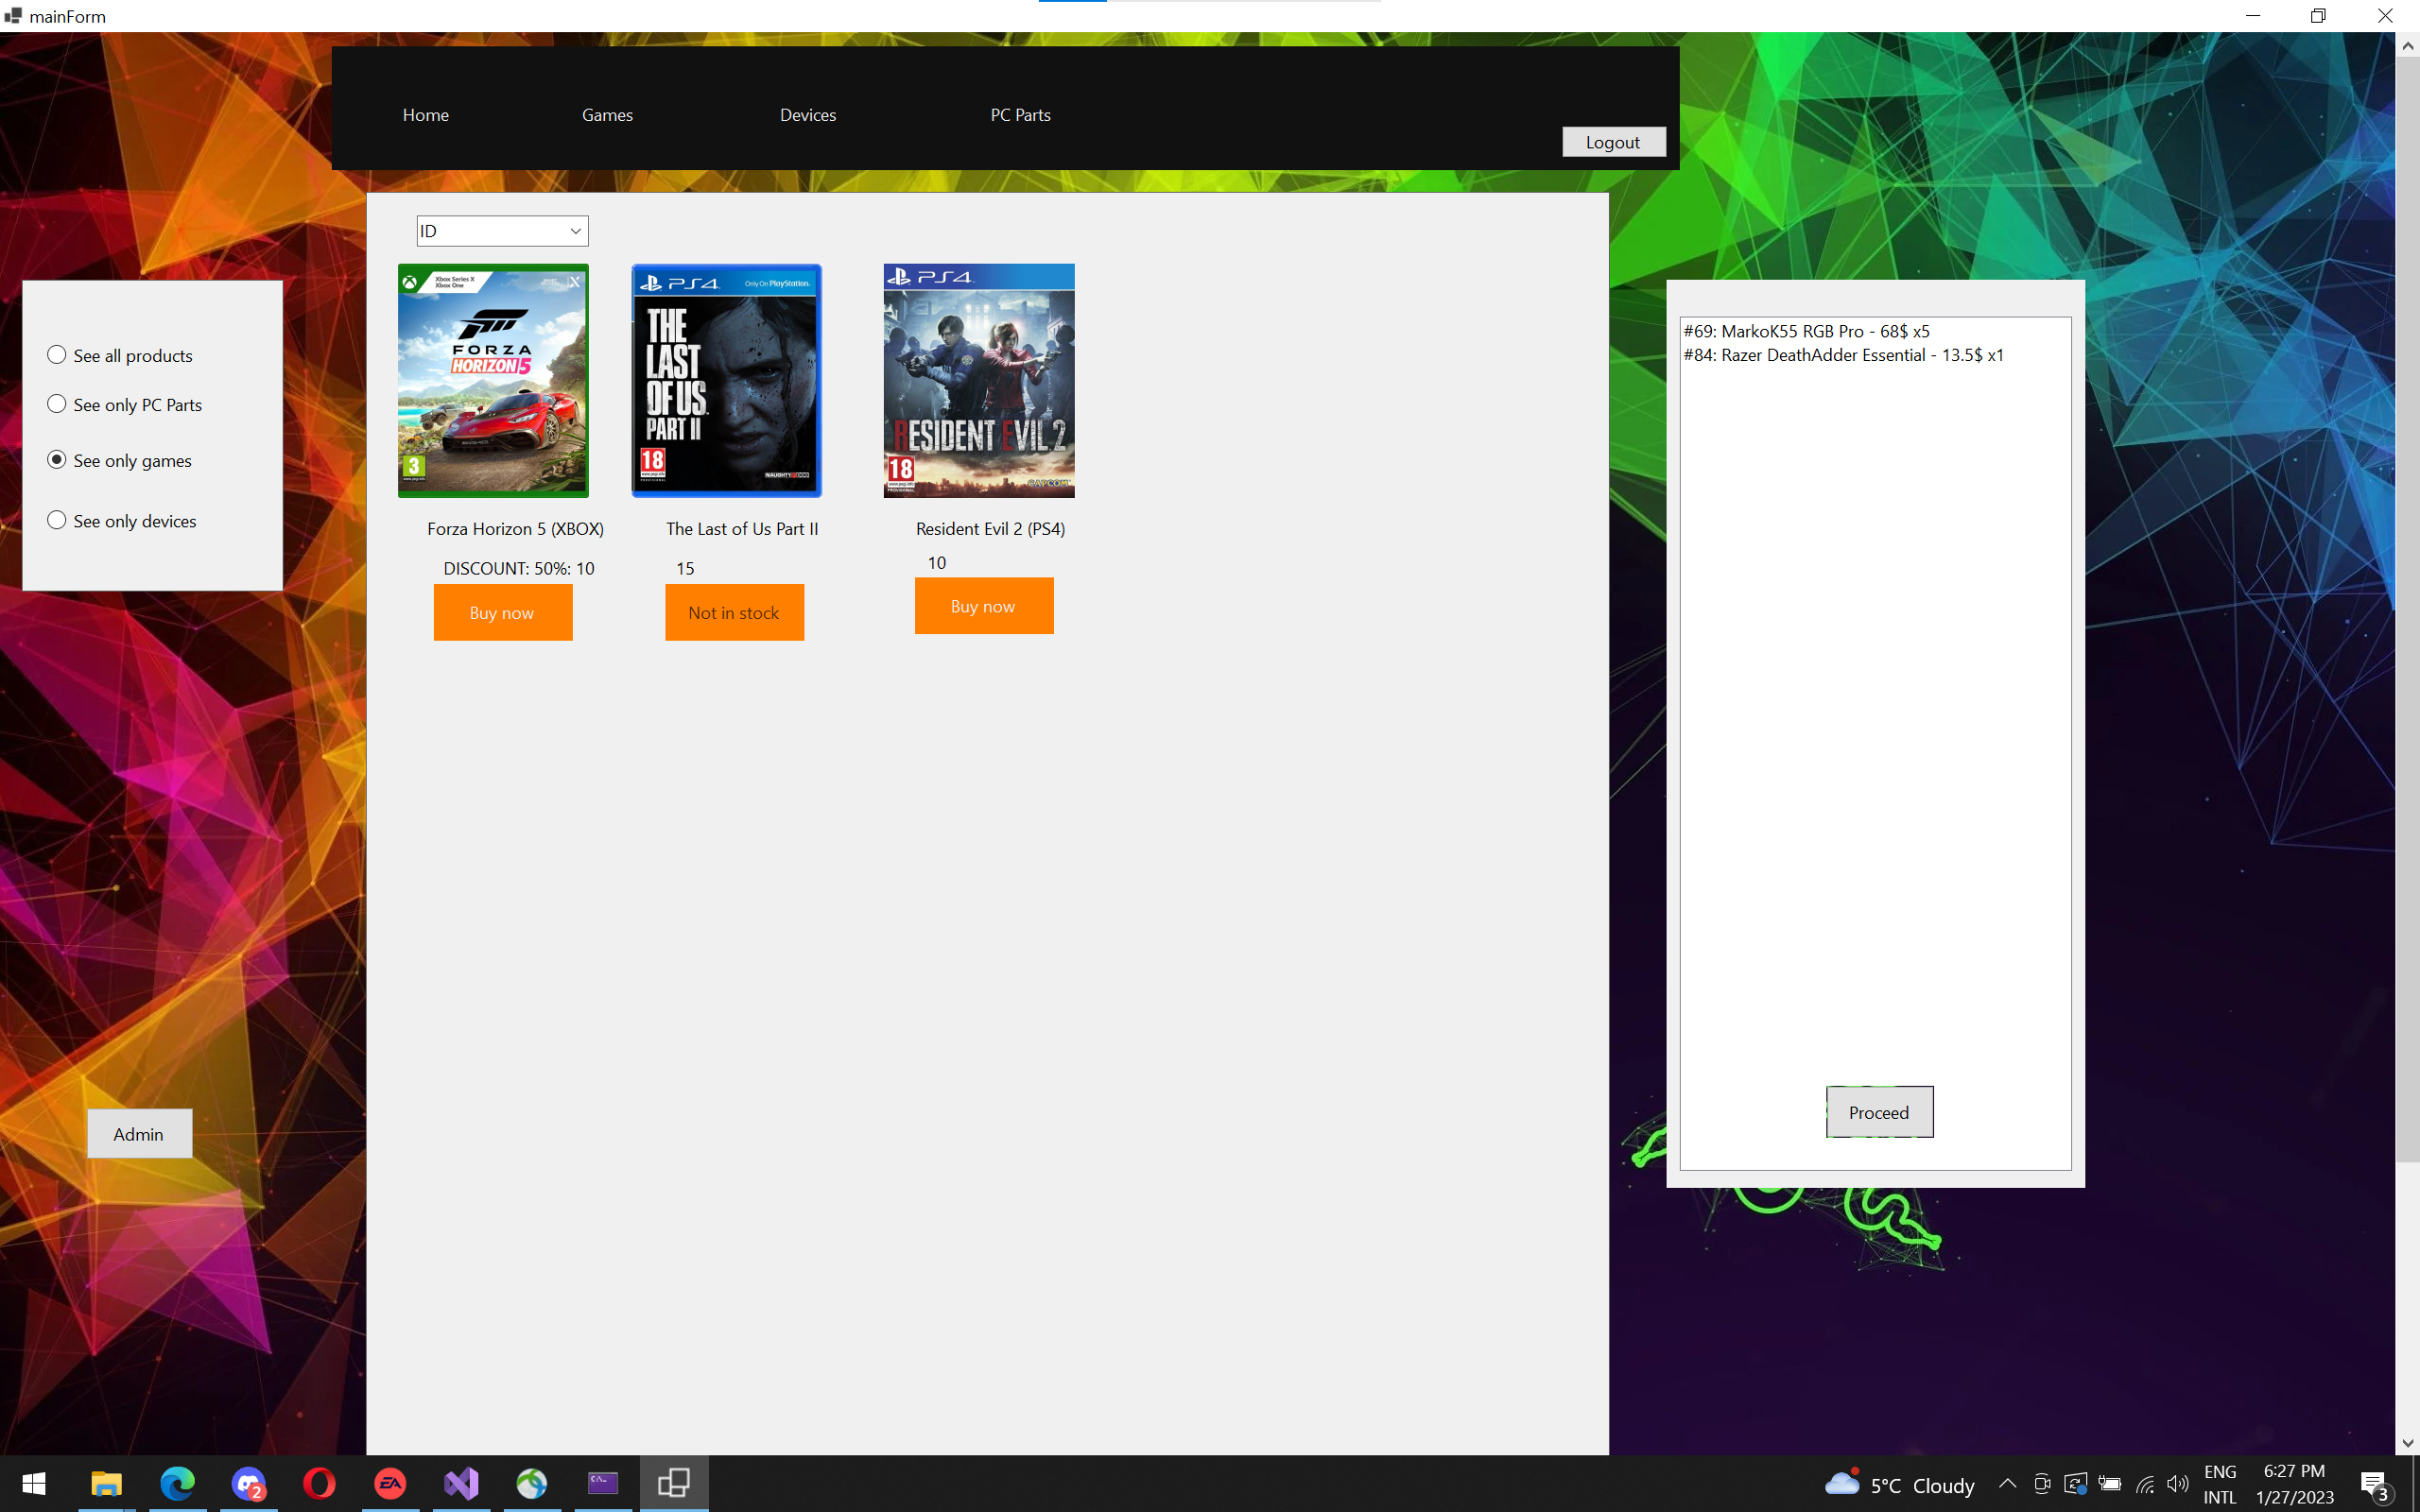 mainForm
Home Games Devices PC Parts
Logout
ID
See all products
See only PC Parts
See only games
See only devices
Admin
Xbox Series X
Xbox One
FORZA
HORIZON 5
3
Forza Horizon 5 (XBOX)
DISCOUNT: 50%: 10
Buy now
PS4
Only On PlayStation.
THE
LAST
OF US
PART II
18
NAUGHTY DOG
The Last of Us Part II
15
Not in stock
PS4
RESIDENT EVIL 2
18
CAPCOM
Resident Evil 2 (PS4)
10
Buy now
#69: MarkoK55 RGB Pro - 68$ x5
#84: Razer DeathAdder Essential - 13.5$ x1
Proceed
2
EA
C:\_
5°C Cloudy
ENG
INTL
6:27 PM
1/27/2023
3